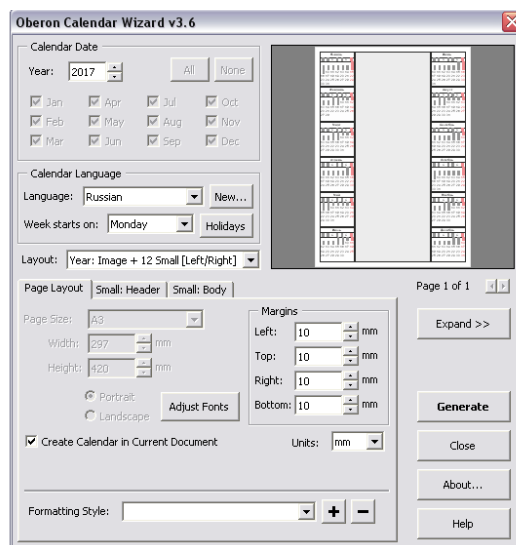 Oberon Calendar Wizard v3.6
Calendar Date
Year: 2017 All None
Jan Apr Jul Oct
Feb May Aug Nov
Mar Jun Sep Dec
Calendar Language
Language: Russian New...
Week starts on: Monday Holidays
Layout: Year: Image + 12 Small [Left/Right]
Page Layout Small: Header Small: Body Page 1 of 1
Page Size: A3
Width: 297 mm
Height: 420 mm
Portrait
Landscape
Adjust Fonts
Margins
Left: 10 mm
Top: 10 mm
Right: 10 mm
Bottom: 10 mm
Create Calendar in Current Document Units: mm
Formatting Style: + −
Expand >>
Generate
Close
About...
Help